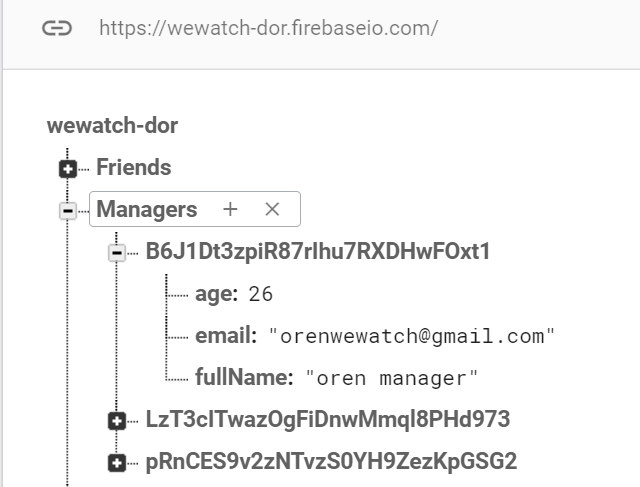 https://wewatch-dor.firebaseio.com/
wewatch-dor
Friends
Managers + ×
B6J1Dt3zpiR87rlhu7RXDHwFOxt1
age: 26
email: "orenwewatch@gmail.com"
fullName: "oren manager"
LzT3cITwazOgFiDnwMmql8PHd973
pRnCES9v2zNTvzS0YH9ZezKpGSG2